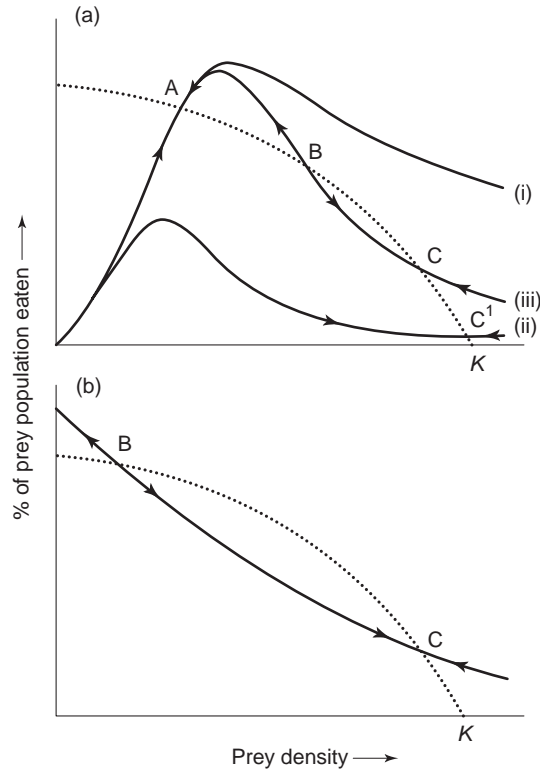 (a)
A
B
(i)
C
(iii)
C¹
(ii)
K
% of prey population eaten
(b)
B
C
K
Prey density